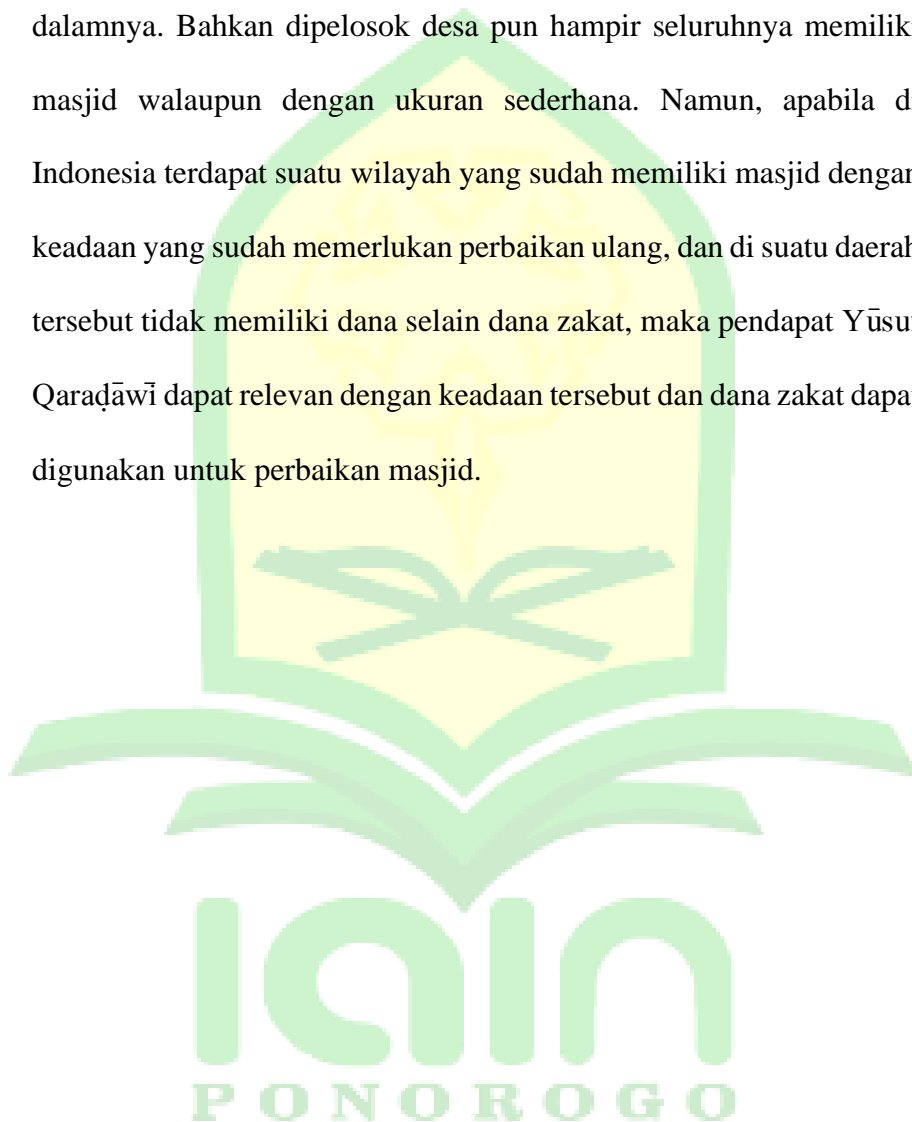 dalamnya. Bahkan dipelosok desa pun hampir seluruhnya memiliki
masjid walaupun dengan ukuran sederhana. Namun, apabila di
Indonesia terdapat suatu wilayah yang sudah memiliki masjid dengan
keadaan yang sudah memerlukan perbaikan ulang, dan di suatu daerah
tersebut tidak memiliki dana selain dana zakat, maka pendapat Yūsuf
Qaraḍāwī dapat relevan dengan keadaan tersebut dan dana zakat dapat
digunakan untuk perbaikan masjid.
iain
PONOROGO